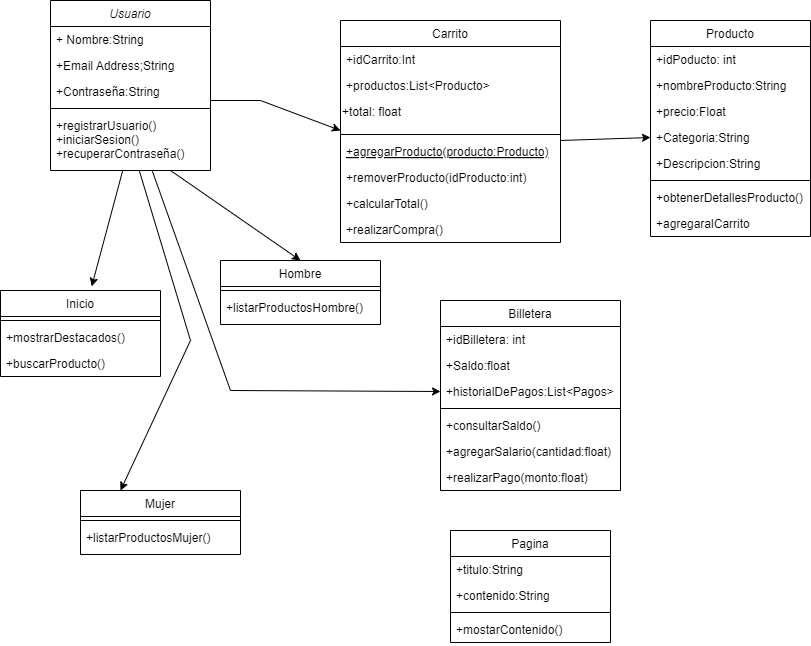 Usuario
+ Nombre:String
+Email Address;String
+Contraseña:String
+registrarUsuario()
+iniciarSesion()
+recuperarContraseña()
Carrito
+idCarrito:Int
+productos:List<Producto>
+total: float
+agregarProducto(producto:Producto)
+removerProducto(idProducto:int)
+calcularTotal()
+realizarCompra()
Producto
+idPoducto: int
+nombreProducto:String
+precio:Float
+Categoria:String
+Descripcion:String
+obtenerDetallesProducto()
+agregaralCarrito
Hombre
+listarProductosHombre()
Inicio
+mostrarDestacados()
+buscarProducto()
Billetera
+idBilletera: int
+Saldo:float
+historialDePagos:List<Pagos>
+consultarSaldo()
+agregarSalario(cantidad:float)
+realizarPago(monto:float)
Mujer
+listarProductosMujer()
Pagina
+titulo:String
+contenido:String
+mostarContenido()